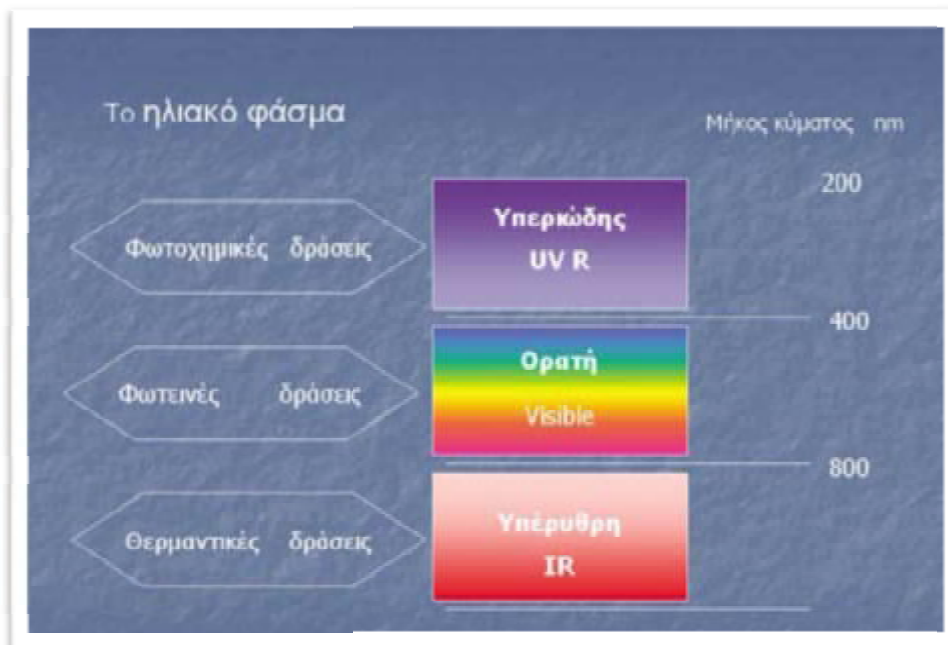 Το ηλιακό φάσμα
Μήκος κύματος nm
200
Φωτοχημικές δράσεις
Υπερκώδης
UV R
400
Φωτεινές δράσεις
Ορατή
Visible
800
Θερμαντικές δράσεις
Υπέρυθρη
IR